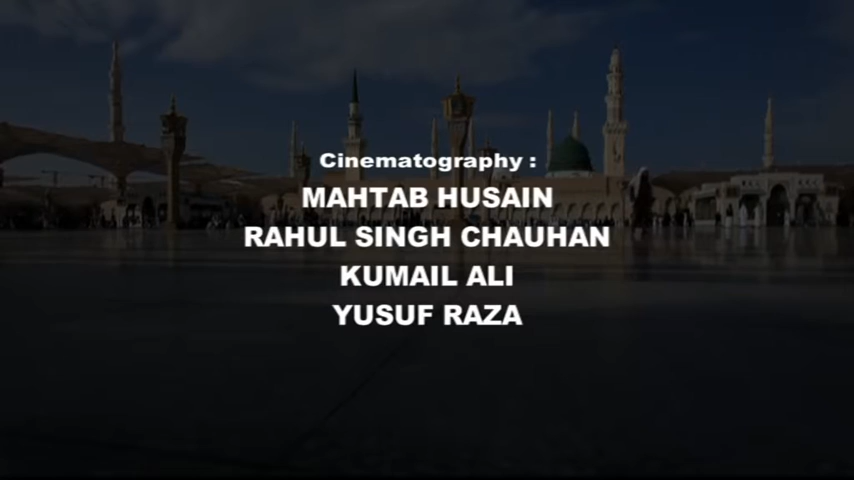 Cinematography :
MAHTAB HUSAIN
RAHUL SINGH CHAUHAN
KUMAIL ALI
YUSUF RAZA